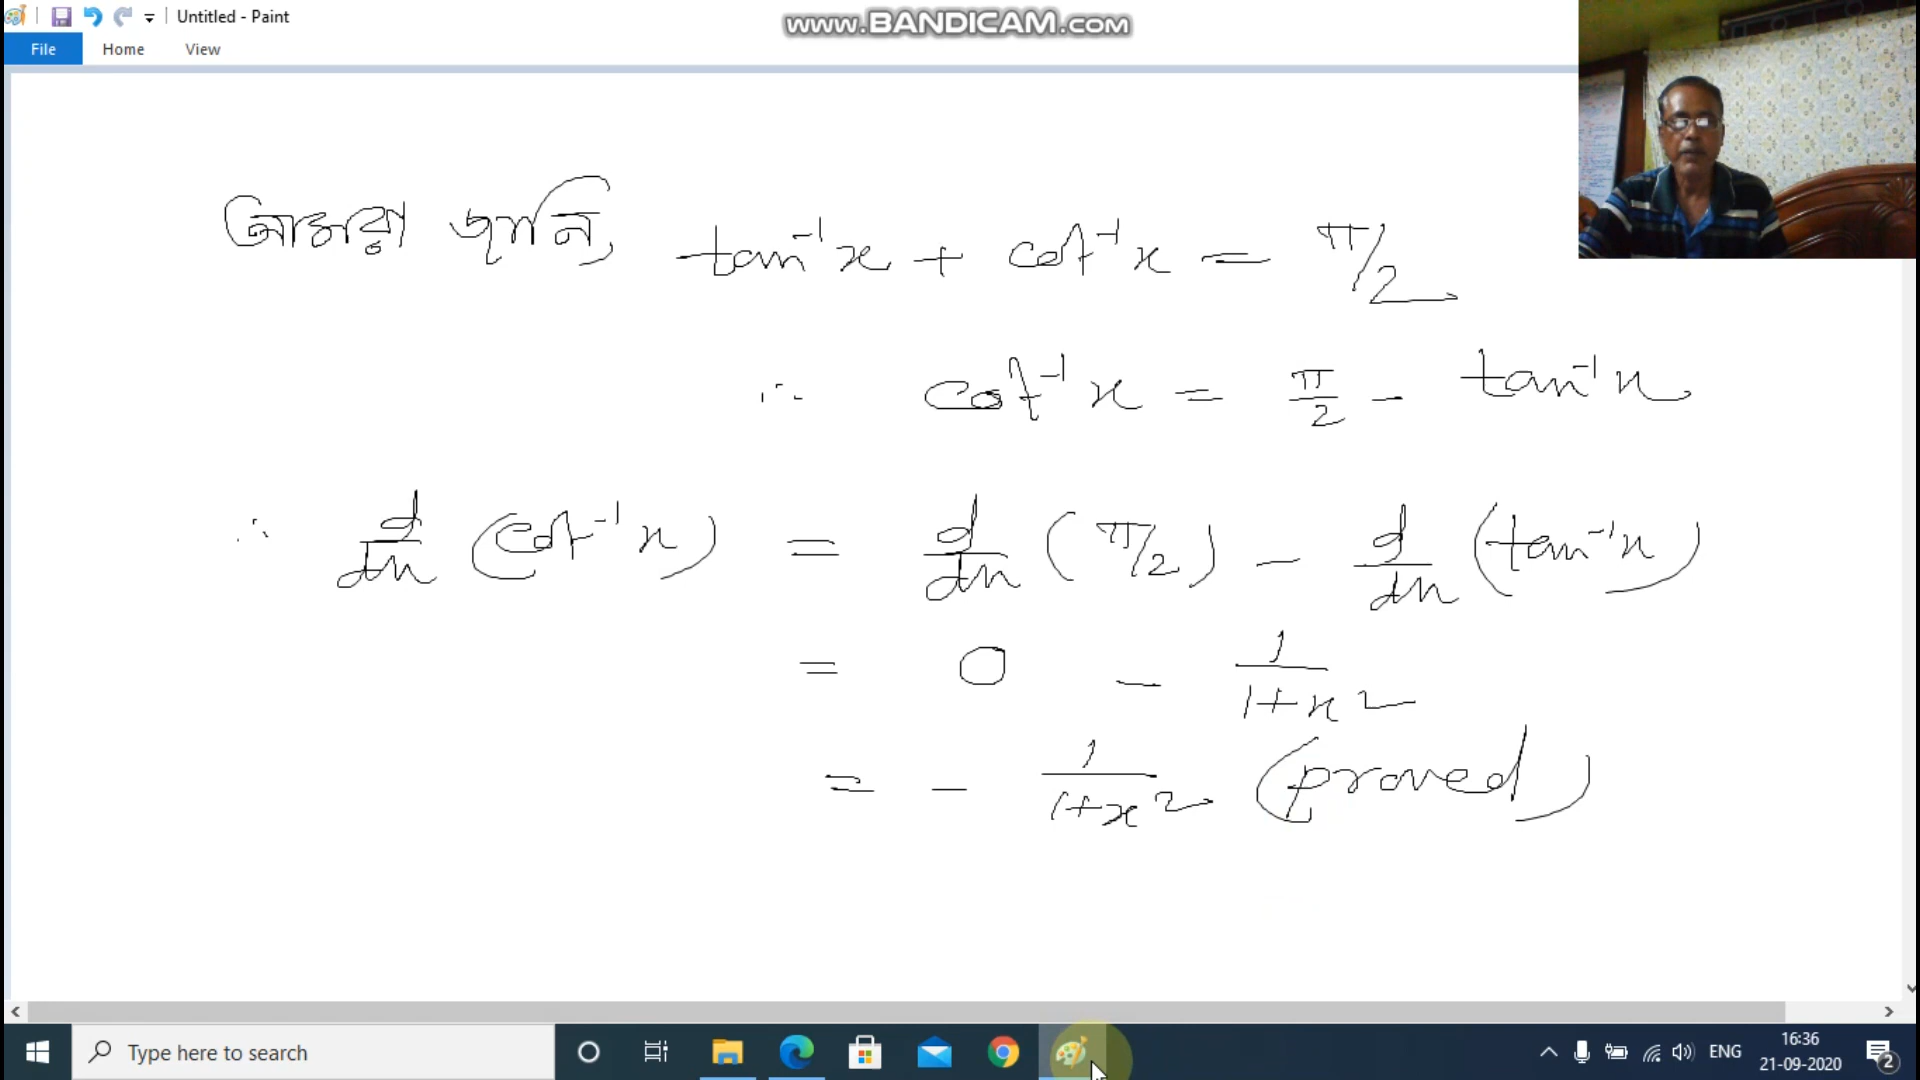 Untitled - Paint
www.BANDICAM.com
File Home View
আমরা জানি, tan⁻¹x + cot⁻¹x = π/2
∴ cot⁻¹x = π/2 - tan⁻¹x
∴ d/dx (cot⁻¹x) = d/dx (π/2) - d/dx (tan⁻¹x)
= 0 - 1/1+x²
= - 1/1+x² (proved)
Type here to search
ENG
16:36
21-09-2020
2